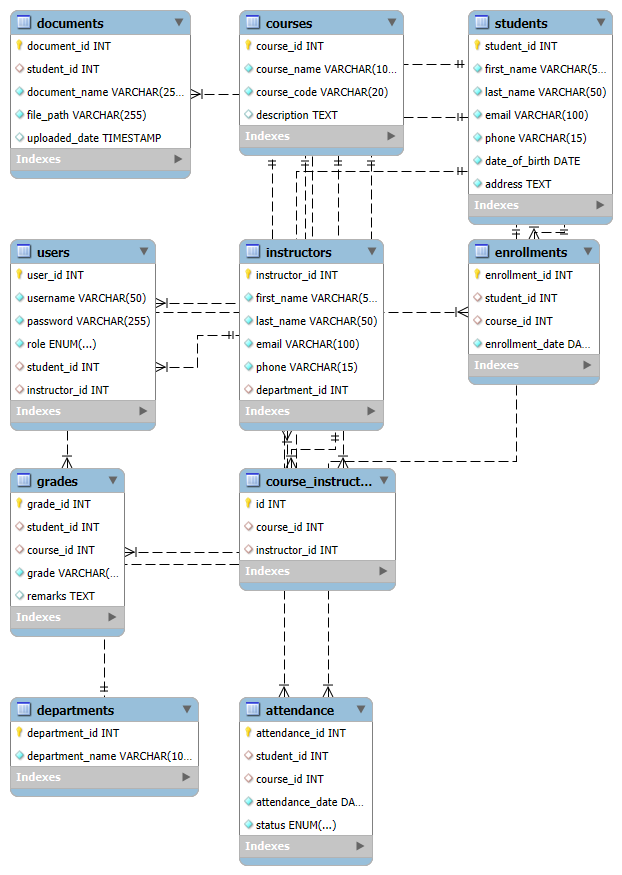 documents
document_id INT
student_id INT
document_name VARCHAR(25...
file_path VARCHAR(255)
uploaded_date TIMESTAMP
Indexes
courses
course_id INT
course_name VARCHAR(10...
course_code VARCHAR(20)
description TEXT
Indexes
students
student_id INT
first_name VARCHAR(5...
last_name VARCHAR(50)
email VARCHAR(100)
phone VARCHAR(15)
date_of_birth DATE
address TEXT
Indexes
users
user_id INT
username VARCHAR(50)
password VARCHAR(255)
role ENUM(...)
student_id INT
instructor_id INT
Indexes
instructors
instructor_id INT
first_name VARCHAR(5...
last_name VARCHAR(50)
email VARCHAR(100)
phone VARCHAR(15)
department_id INT
Indexes
enrollments
enrollment_id INT
student_id INT
course_id INT
enrollment_date DA...
Indexes
grades
grade_id INT
student_id INT
course_id INT
grade VARCHAR(...
remarks TEXT
Indexes
course_instruct...
id INT
course_id INT
instructor_id INT
Indexes
departments
department_id INT
department_name VARCHAR(10...
Indexes
attendance
attendance_id INT
student_id INT
course_id INT
attendance_date DA...
status ENUM(...)
Indexes